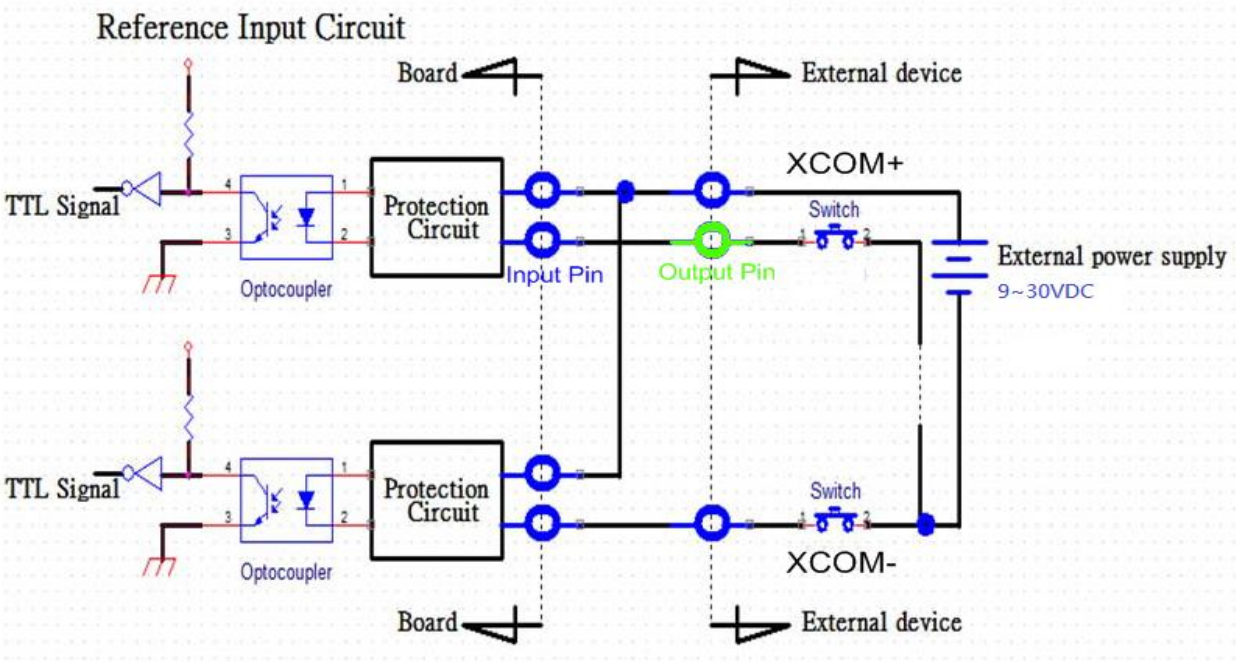 Reference Input Circuit
Board
External device
XCOM+
4
1
TTL Signal
Protection
Circuit
Switch
1
2
3
2
Input Pin
Output Pin
External power supply
9~30VDC
Optocoupler
4
1
TTL Signal
Protection
Circuit
Switch
1
2
3
2
XCOM-
Optocoupler
Board
External device